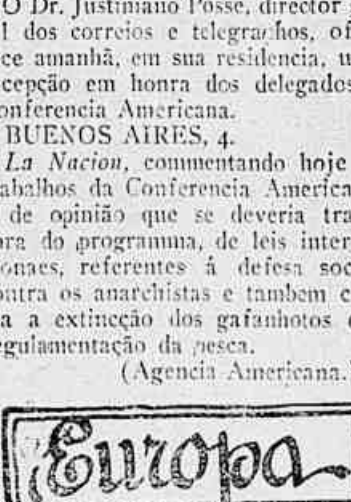 O Dr. Justiniano Posse, director
l dos correios e telegraphos, of
ce amanhã, em sua residencia, u
cepção em honra dos delegados
onferencia Americana.
BUENOS AIRES, 4.
La Nacion, commentando hoje
abalhos da Conferencia America
de opinião que se deveria tra
ra do programma, de leis inter
onaes, referentes á defesa soc
ontra os anarchistas e tambem c
a a extincção dos gafanhotos
egulamentação da pesca.
(Agencia Americana.
Europa